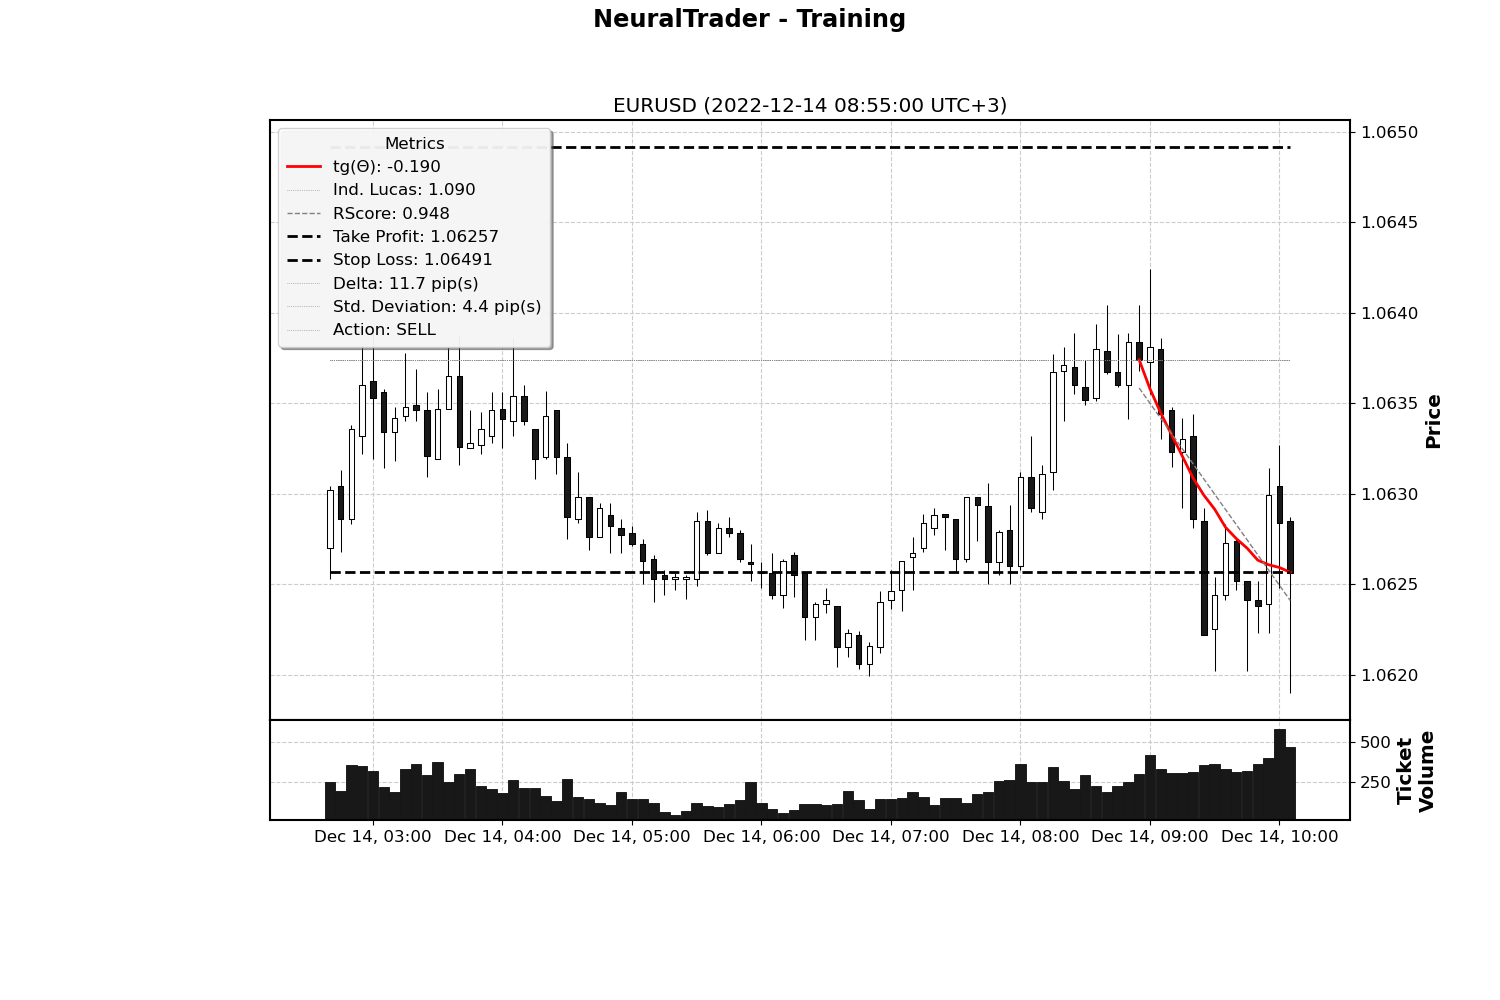 NeuralTrader - Training
EURUSD (2022-12-14 08:55:00 UTC+3)
Metrics
tg(Θ): -0.190
Ind. Lucas: 1.090
RScore: 0.948
Take Profit: 1.06257
Stop Loss: 1.06491
Delta: 11.7 pip(s)
Std. Deviation: 4.4 pip(s)
Action: SELL
1.0650
1.0645
1.0640
1.0635
1.0630
1.0625
1.0620
Price
500
250
Ticket
Volume
Dec 14, 03:00
Dec 14, 04:00
Dec 14, 05:00
Dec 14, 06:00
Dec 14, 07:00
Dec 14, 08:00
Dec 14, 09:00
Dec 14, 10:00